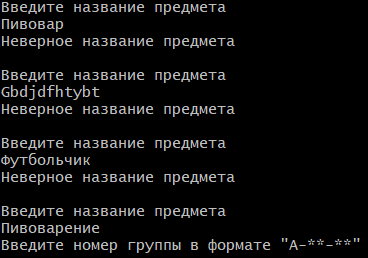 Введите название предмета
Пивовар
Неверное название предмета
Введите название предмета
Gbdjdfhtybt
Неверное название предмета
Введите название предмета
Футбольчик
Неверное название предмета
Введите название предмета
Пивоварение
Введите номер группы в формате "А-**-**"